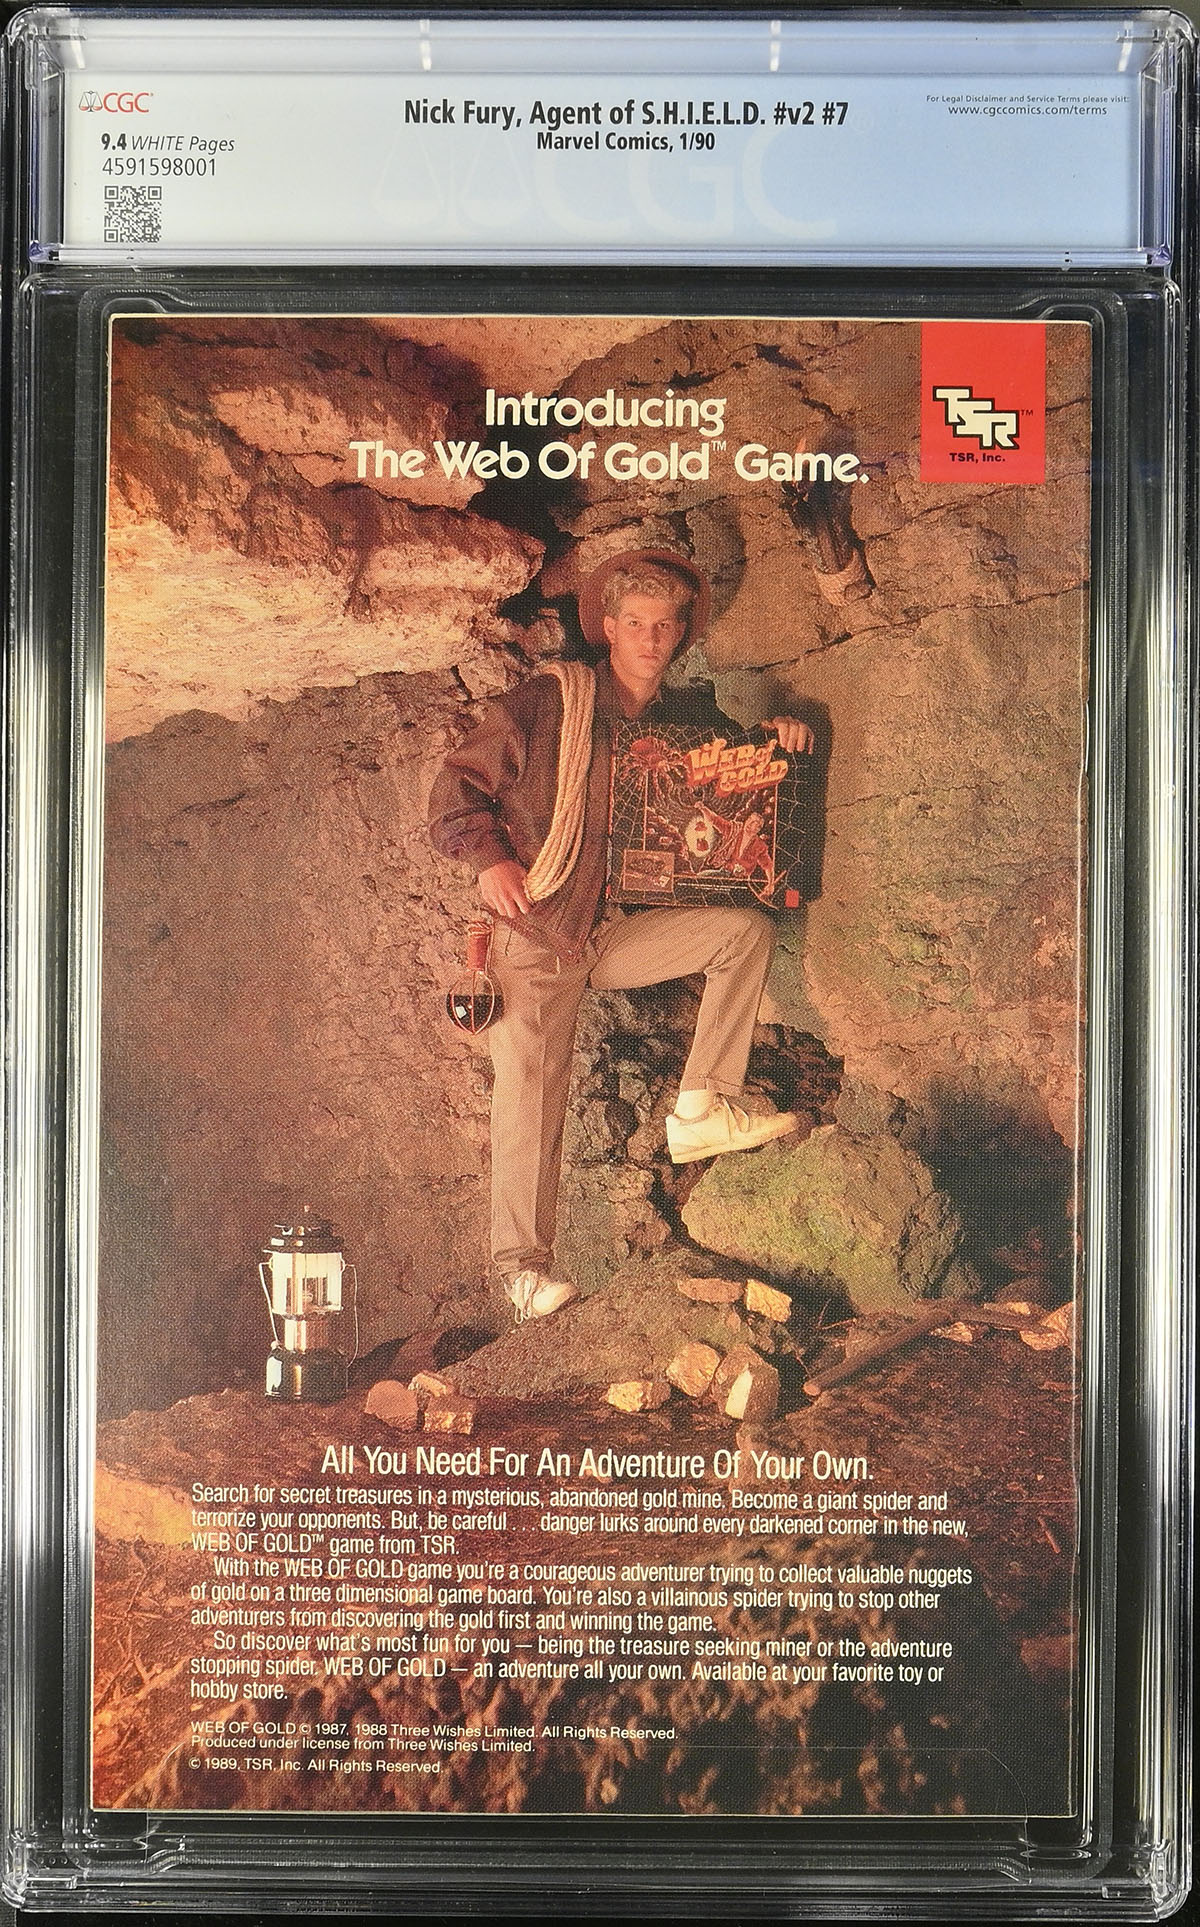 CGC
9.4 WHITE Pages
4591598001
Nick Fury, Agent of S.H.I.E.L.D. #v2 #7
Marvel Comics, 1/90
For Legal Disclaimer and Service Terms please visit:
www.cgccomics.com/terms
CGC
Introducing
The Web Of Gold™ Game.
TSR™
TSR, Inc.
WEB of
GOLD
All You Need For An Adventure Of Your Own.
Search for secret treasures in a mysterious, abandoned gold mine. Become a giant spider and
terrorize your opponents. But, be careful . . . danger lurks around every darkened corner in the new,
WEB OF GOLD™ game from TSR.
With the WEB OF GOLD game you're a courageous adventurer trying to collect valuable nuggets
of gold on a three dimensional game board. You're also a villainous spider trying to stop other
adventurers from discovering the gold first and winning the game.
So discover what's most fun for you — being the treasure seeking miner or the adventure
stopping spider. WEB OF GOLD — an adventure all your own. Available at your favorite toy or
hobby store.
WEB OF GOLD © 1987, 1988 Three Wishes Limited. All Rights Reserved.
Produced under license from Three Wishes Limited.
© 1989, TSR, Inc. All Rights Reserved.